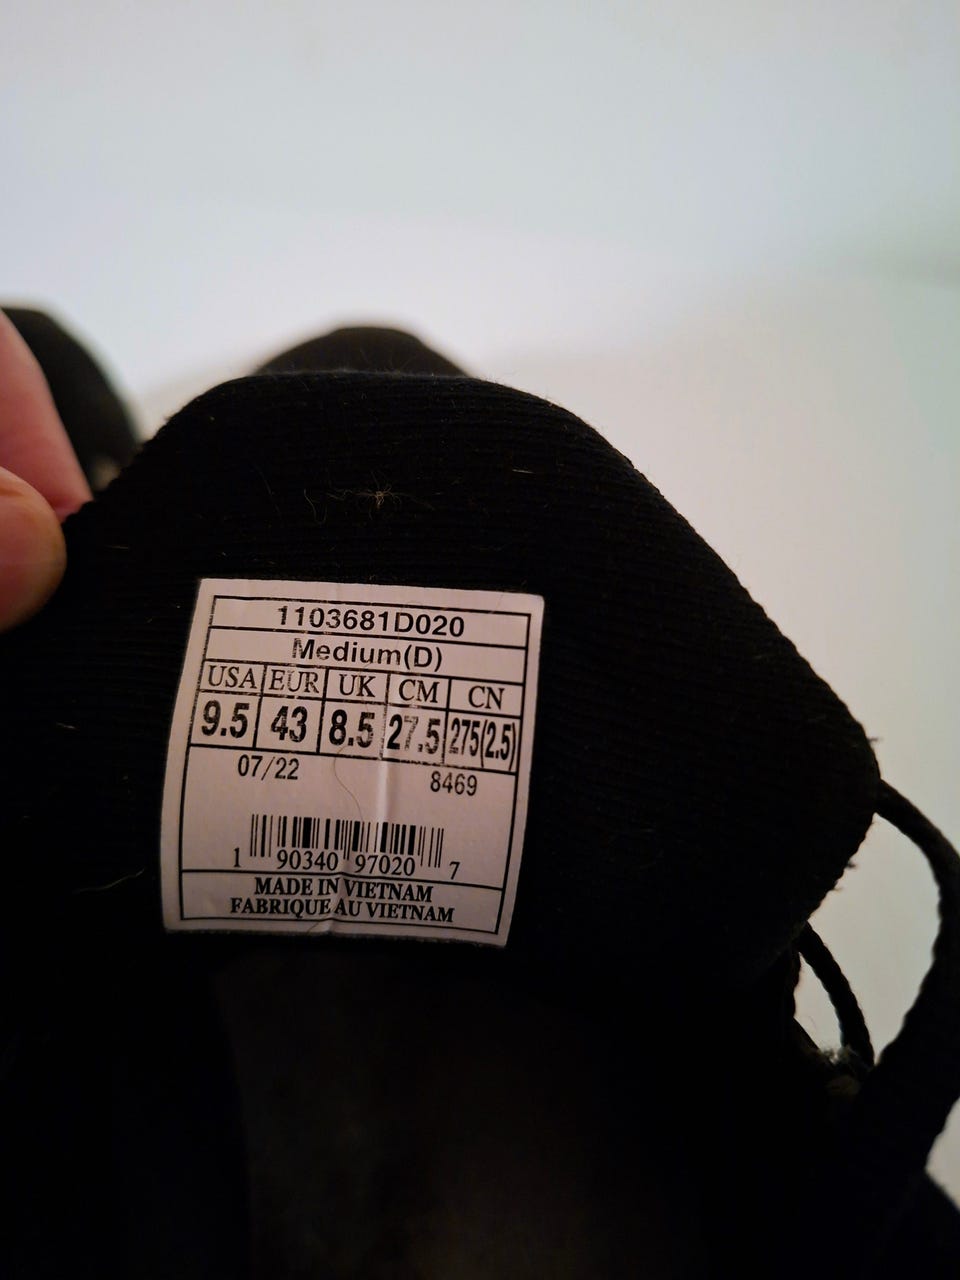 1103681D020
Medium(D)
USA EUR UK CM CN
9.5 43 8.5 27.5 275(2.5)
07/22 8469
1 90340 97020 7
MADE IN VIETNAM
FABRIQUE AU VIETNAM